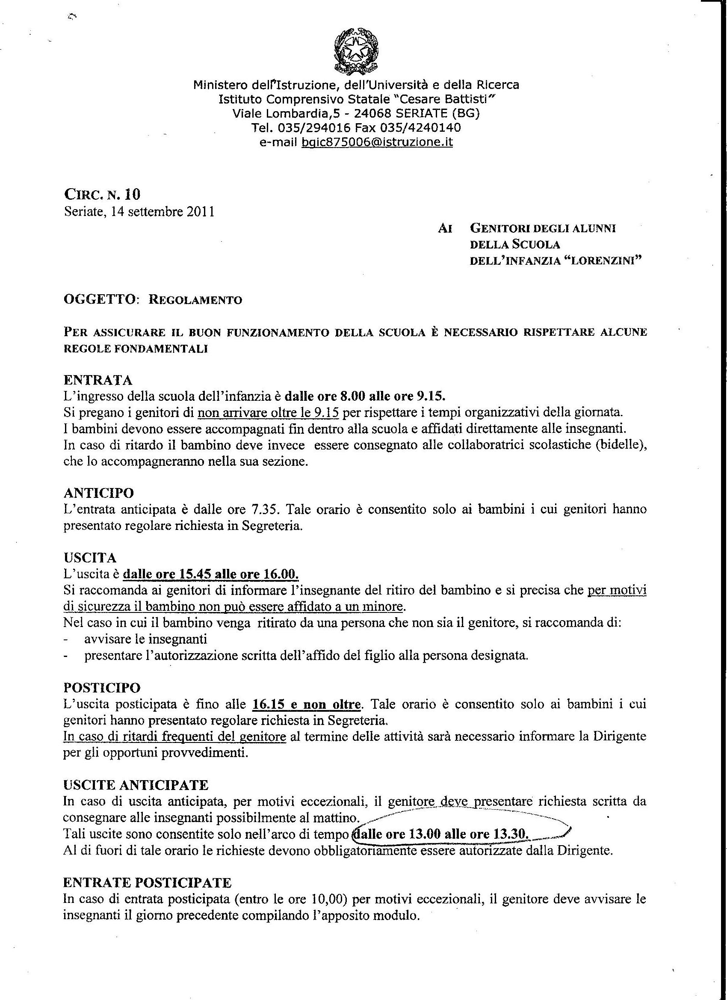 Ministero dell'Istruzione, dell'Università e della Ricerca
Istituto Comprensivo Statale "Cesare Battisti"
Viale Lombardia,5 - 24068 SERIATE (BG)
Tel. 035/294016 Fax 035/4240140
e-mail bgic875006@istruzione.it
CIRC. N. 10
Seriate, 14 settembre 2011
AI GENITORI DEGLI ALUNNI
DELLA SCUOLA
DELL'INFANZIA "LORENZINI"
OGGETTO: REGOLAMENTO
PER ASSICURARE IL BUON FUNZIONAMENTO DELLA SCUOLA È NECESSARIO RISPETTARE ALCUNE
REGOLE FONDAMENTALI
ENTRATA
L'ingresso della scuola dell'infanzia è dalle ore 8.00 alle ore 9.15.
Si pregano i genitori di non arrivare oltre le 9.15 per rispettare i tempi organizzativi della giornata.
I bambini devono essere accompagnati fin dentro alla scuola e affidati direttamente alle insegnanti.
In caso di ritardo il bambino deve invece essere consegnato alle collaboratrici scolastiche (bidelle),
che lo accompagneranno nella sua sezione.
ANTICIPO
L'entrata anticipata è dalle ore 7.35. Tale orario è consentito solo ai bambini i cui genitori hanno
presentato regolare richiesta in Segreteria.
USCITA
L'uscita è dalle ore 15.45 alle ore 16.00.
Si raccomanda ai genitori di informare l'insegnante del ritiro del bambino e si precisa che per motivi
di sicurezza il bambino non può essere affidato a un minore.
Nel caso in cui il bambino venga ritirato da una persona che non sia il genitore, si raccomanda di:
- avvisare le insegnanti
- presentare l'autorizzazione scritta dell'affido del figlio alla persona designata.
POSTICIPO
L'uscita posticipata è fino alle 16.15 e non oltre. Tale orario è consentito solo ai bambini i cui
genitori hanno presentato regolare richiesta in Segreteria.
In caso di ritardi frequenti del genitore al termine delle attività sarà necessario informare la Dirigente
per gli opportuni provvedimenti.
USCITE ANTICIPATE
In caso di uscita anticipata, per motivi eccezionali, il genitore deve presentare richiesta scritta da
consegnare alle insegnanti possibilmente al mattino.
Tali uscite sono consentite solo nell'arco di tempo dalle ore 13.00 alle ore 13.30.
Al di fuori di tale orario le richieste devono obbligatoriamente essere autorizzate dalla Dirigente.
ENTRATE POSTICIPATE
In caso di entrata posticipata (entro le ore 10,00) per motivi eccezionali, il genitore deve avvisare le
insegnanti il giorno precedente compilando l'apposito modulo.